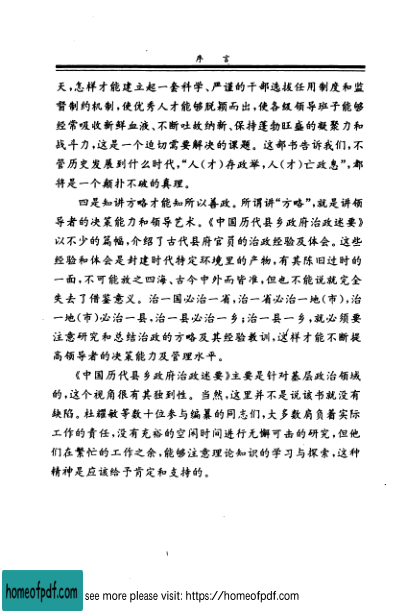 序 言
天,怎样才能建立起一套科学、严谨的干部选拔任用制度和监
督制约机制,使优秀人才能够脱颖而出,使各级领导班子能够
经常吸收新鲜血液、不断吐故纳新、保持蓬勃旺盛的凝聚力和
战斗力,这是一个迫切需要解决的课题。这部书告诉我们,不
管历史发展到什么时代,“人(才)存政举,人(才)亡政息”,都
将是一个颠扑不破的真理。
四是知讲方略才能知所以善政。所谓讲“方略”,就是讲领
导者的决策能力和领导艺术。《中国历代县乡政府治政述要》
以不少的篇幅,介绍了古代县府官员的治政经验及体会。这些
经验和体会是封建时代特定环境里的产物,有其陈旧过时的
一面,不可能放之四海、古今中外而皆准,但也不能说就完全
失去了借鉴意义。治一国必治一省,治一省必治一地(市),治
一地(市)必治一县,治一县必治一乡;治一县一乡,就必须要
注意研究和总结治政的方略及其经验教训,这样才能不断提
高领导者的决策能力及管理水平。
《中国历代县乡政府治政述要》主要是针对基层政治领域
的,这个视角很有其独到性。当然,这里并不是说该书就没有
缺陷。杜耀敏等数十位参与编纂的同志们,大多数肩负着实际
工作的责任,没有充裕的空闲时间进行无懈可击的研究,但他
们在繁忙的工作之余,能够注意理论知识的学习与探索,这种
精神是应该给予肯定和支持的。
homeofpdf.com
see more please visit: https://homeofpdf.com